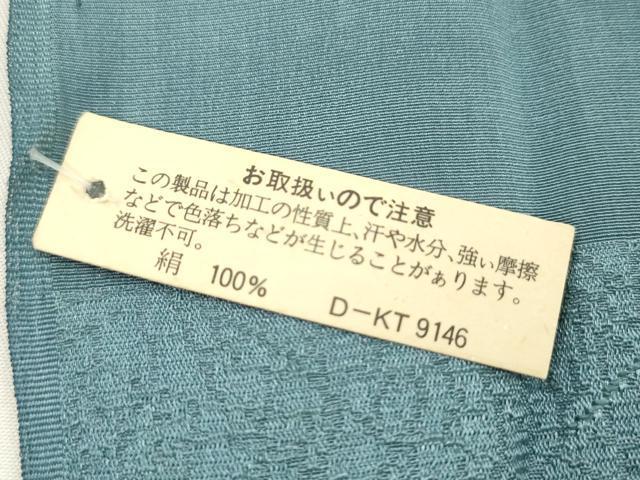 お取扱いのご注意
この製品は加工の性質上、汗や水分、強い摩擦
などで色落ちなどが生じることがあります。
洗濯不可。
絹 100%
D-KT 9146